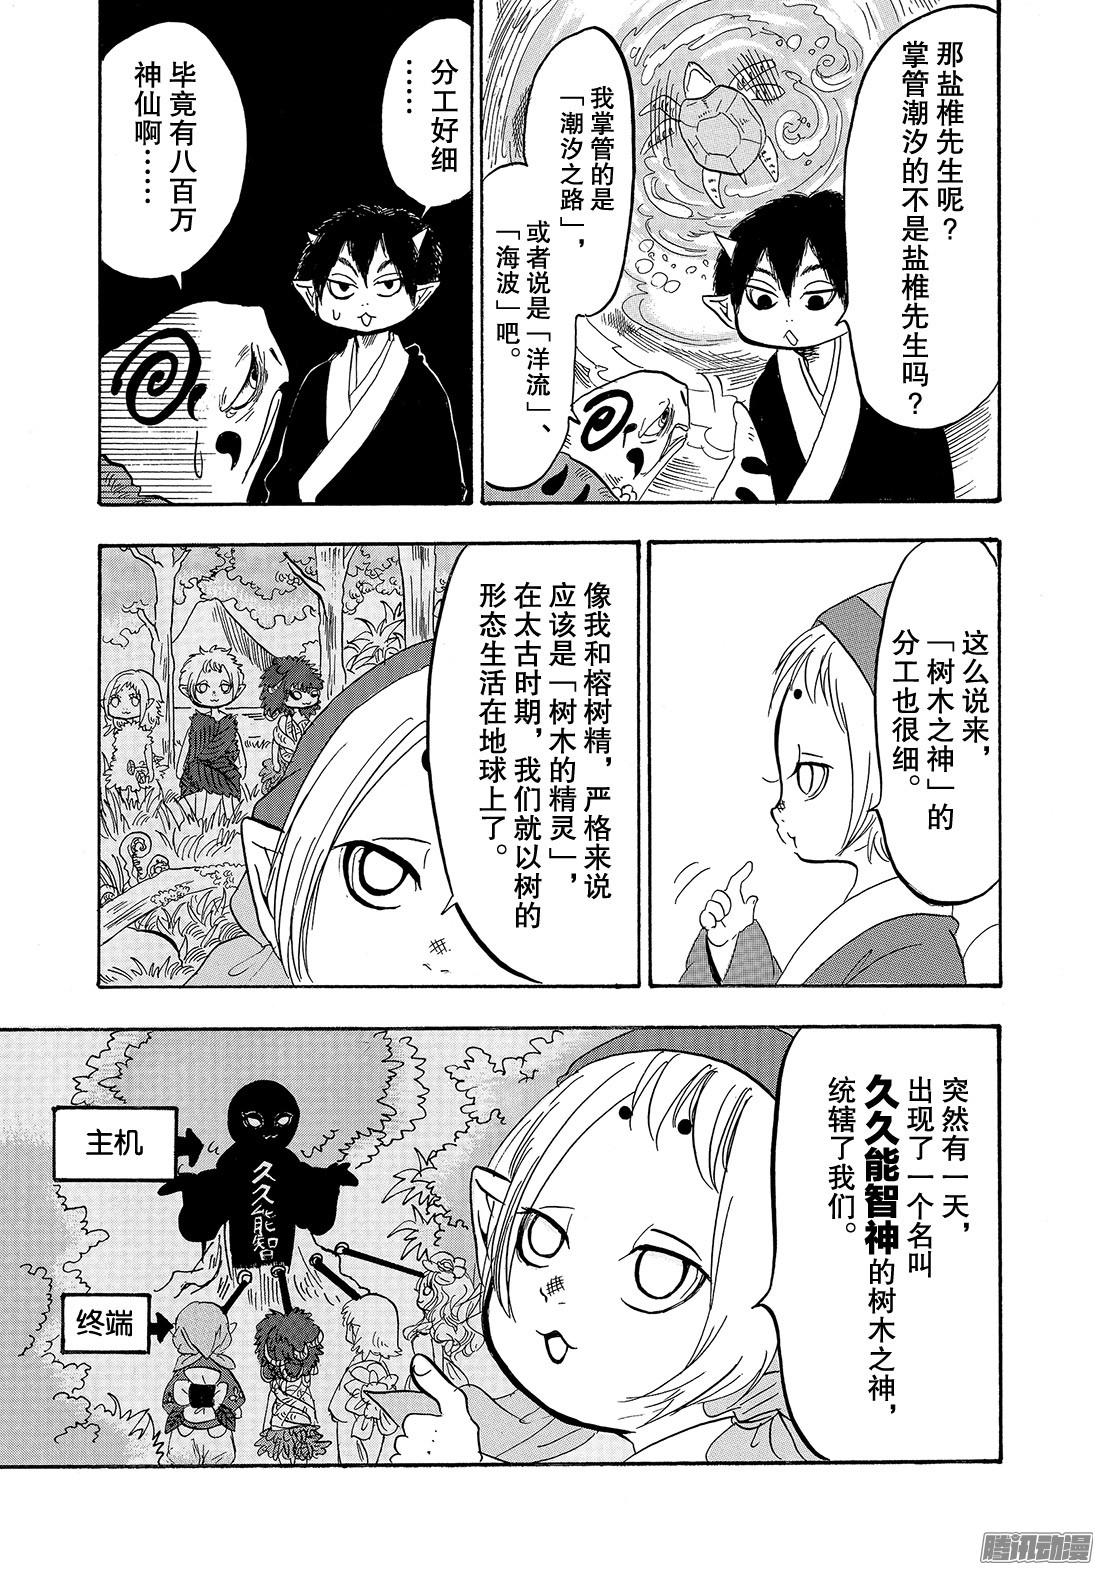 那盐椎先生呢？
掌管潮汐的不是盐椎先生吗？
我掌管的是
「潮汐之路」，
或者说是「洋流」、
「海波」吧。
分工好细
……
毕竟有八百万
神仙啊……
这么说来，
「树木之神」的
分工也很细。
像我和榕树精，严格来说
应该是「树木的精灵」，
在太古时期，我们就以树的
形态生活在地球上了。
突然有一天，
出现了一个名叫
久久能智神的树木之神，
统辖了我们。
主机
久久能智
终端
腾讯动漫